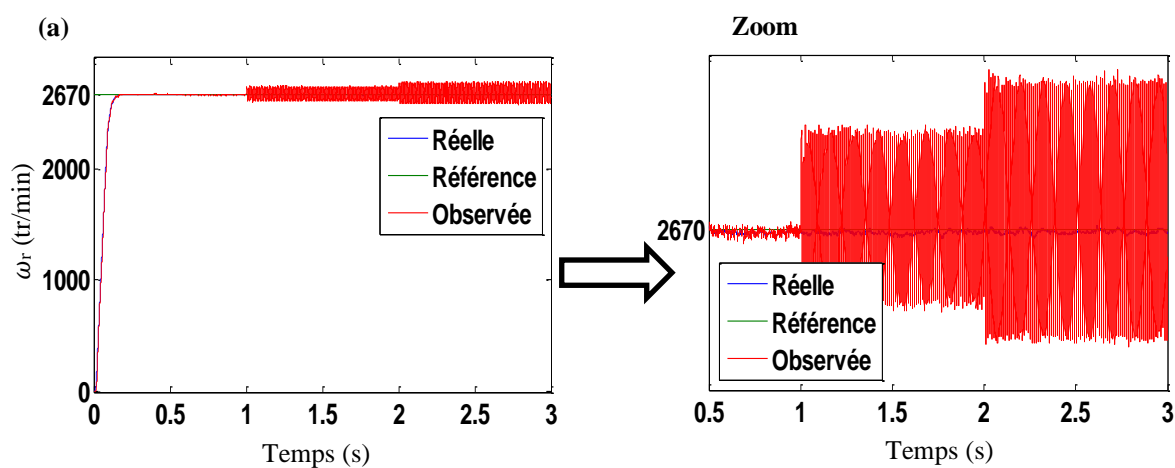 (a)
Zoom
2670
2000
1000
0
ωr (tr/min)
Réelle
Référence
Observée
0
0.5
1
1.5
2
2.5
3
Temps (s)
2670
Réelle
Référence
Observée
0.5
1
1.5
2
2.5
3
Temps (s)